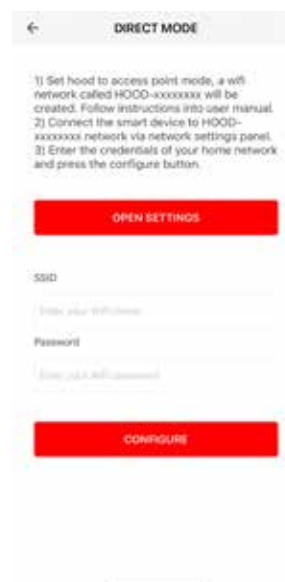 DIRECT MODE
1) Set hood to access point mode, a wifi
network called HOOD-xxxxxxxx will be
created. Follow instructions into user manual.
2) Connect the smart device to HOOD-
xxxxxxxx network via network settings panel.
3) Enter the credentials of your home network
and press the configure button.
OPEN SETTINGS
SSID
Enter your WiFi name
Password
Enter your WiFi password
CONFIGURE